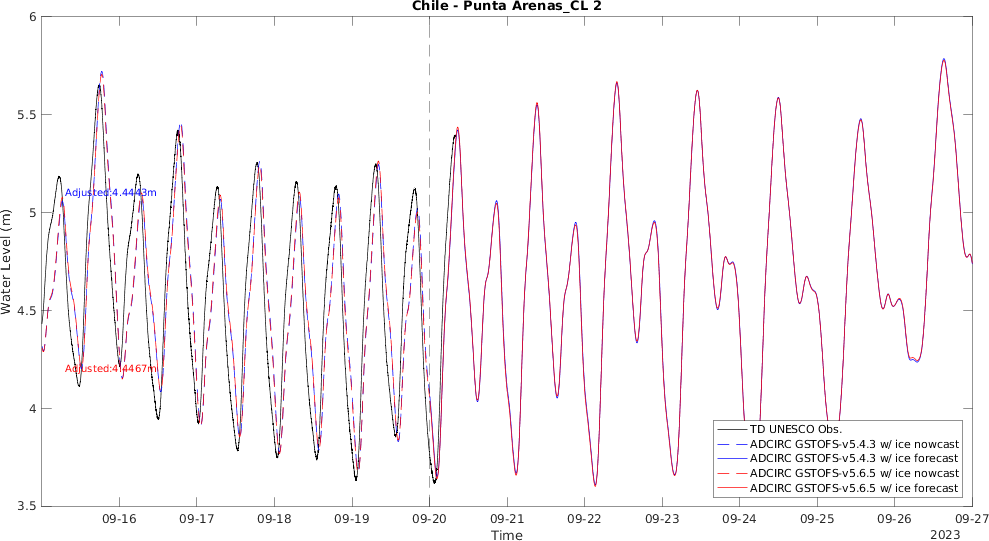 Chile - Punta Arenas_CL 2
6
5.5
5
4.5
4
3.5
Water Level (m)
Adjusted:4.4443m
Adjusted:4.4467m
TD UNESCO Obs.
ADCIRC GSTOFS-v5.4.3 w/ ice nowcast
ADCIRC GSTOFS-v5.4.3 w/ ice forecast
ADCIRC GSTOFS-v5.6.5 w/ ice nowcast
ADCIRC GSTOFS-v5.6.5 w/ ice forecast
09-16 09-17 09-18 09-19 09-20 09-21 09-22 09-23 09-24 09-25 09-26 09-27
Time
2023